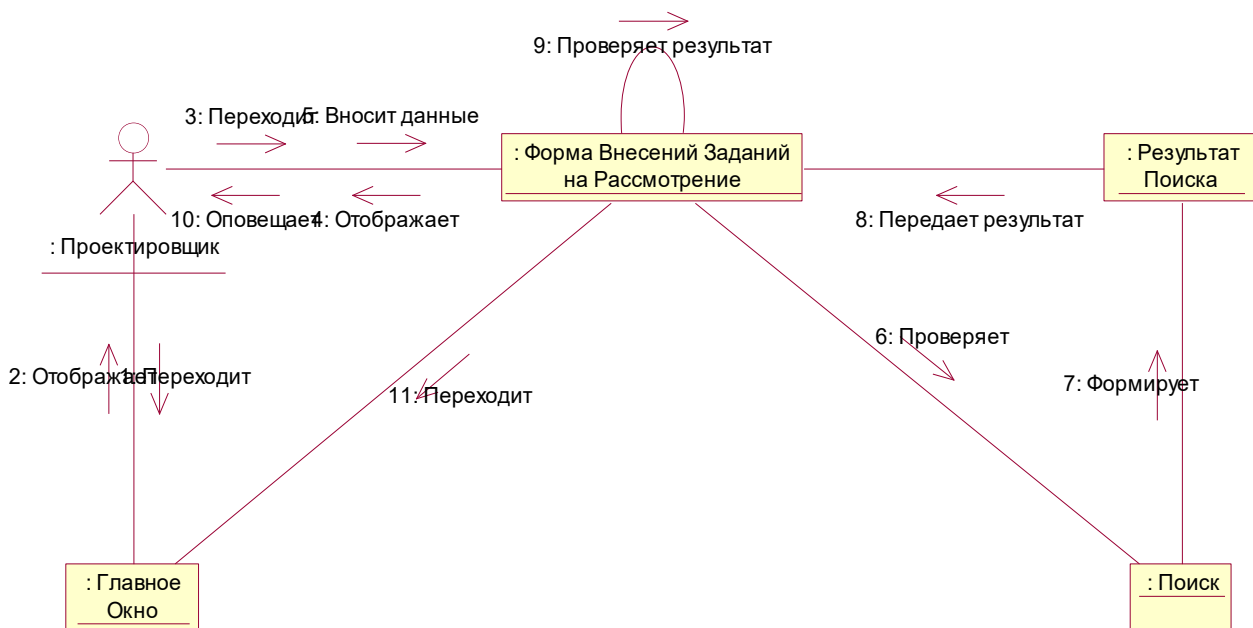 9: Проверяет результат
3: Переходит
5: Вносит данные
: Форма Внесений Заданий
на Рассмотрение
: Результат
Поиска
10: Оповещает
4: Отображает
8: Передает результат
: Проектировщик
6: Проверяет
2: Отображает
1: Переходит
11: Переходит
7: Формирует
: Главное
Окно
: Поиск